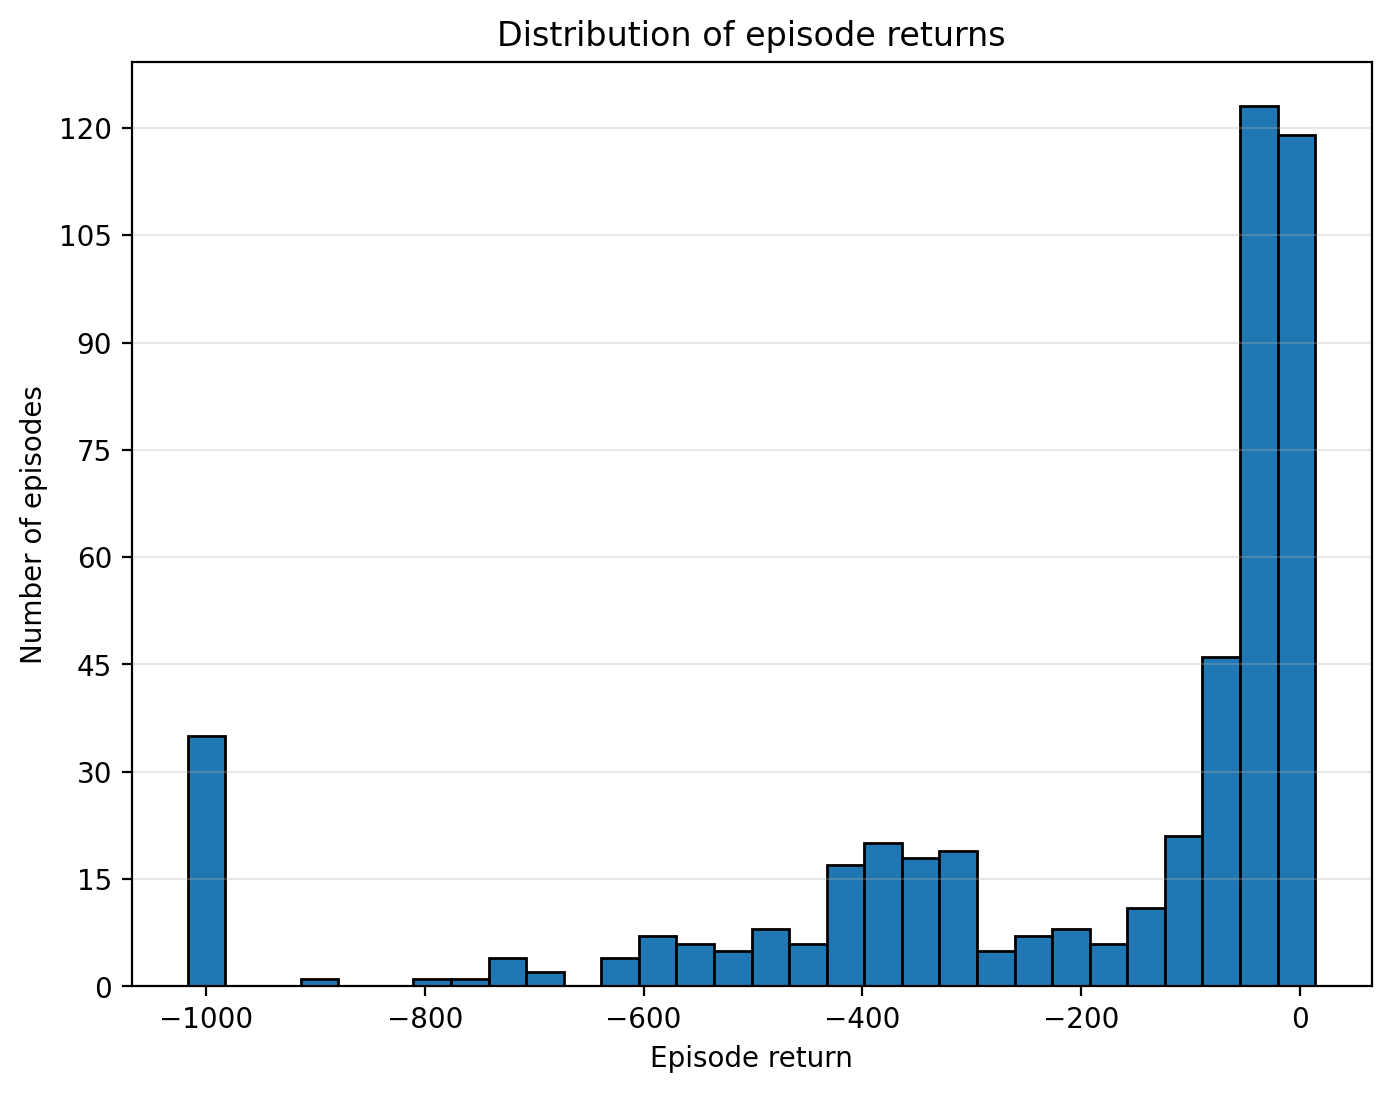 Distribution of episode returns
120
105
90
75
60
45
30
15
0
Number of episodes
−1000 −800 −600 −400 −200 0
Episode return